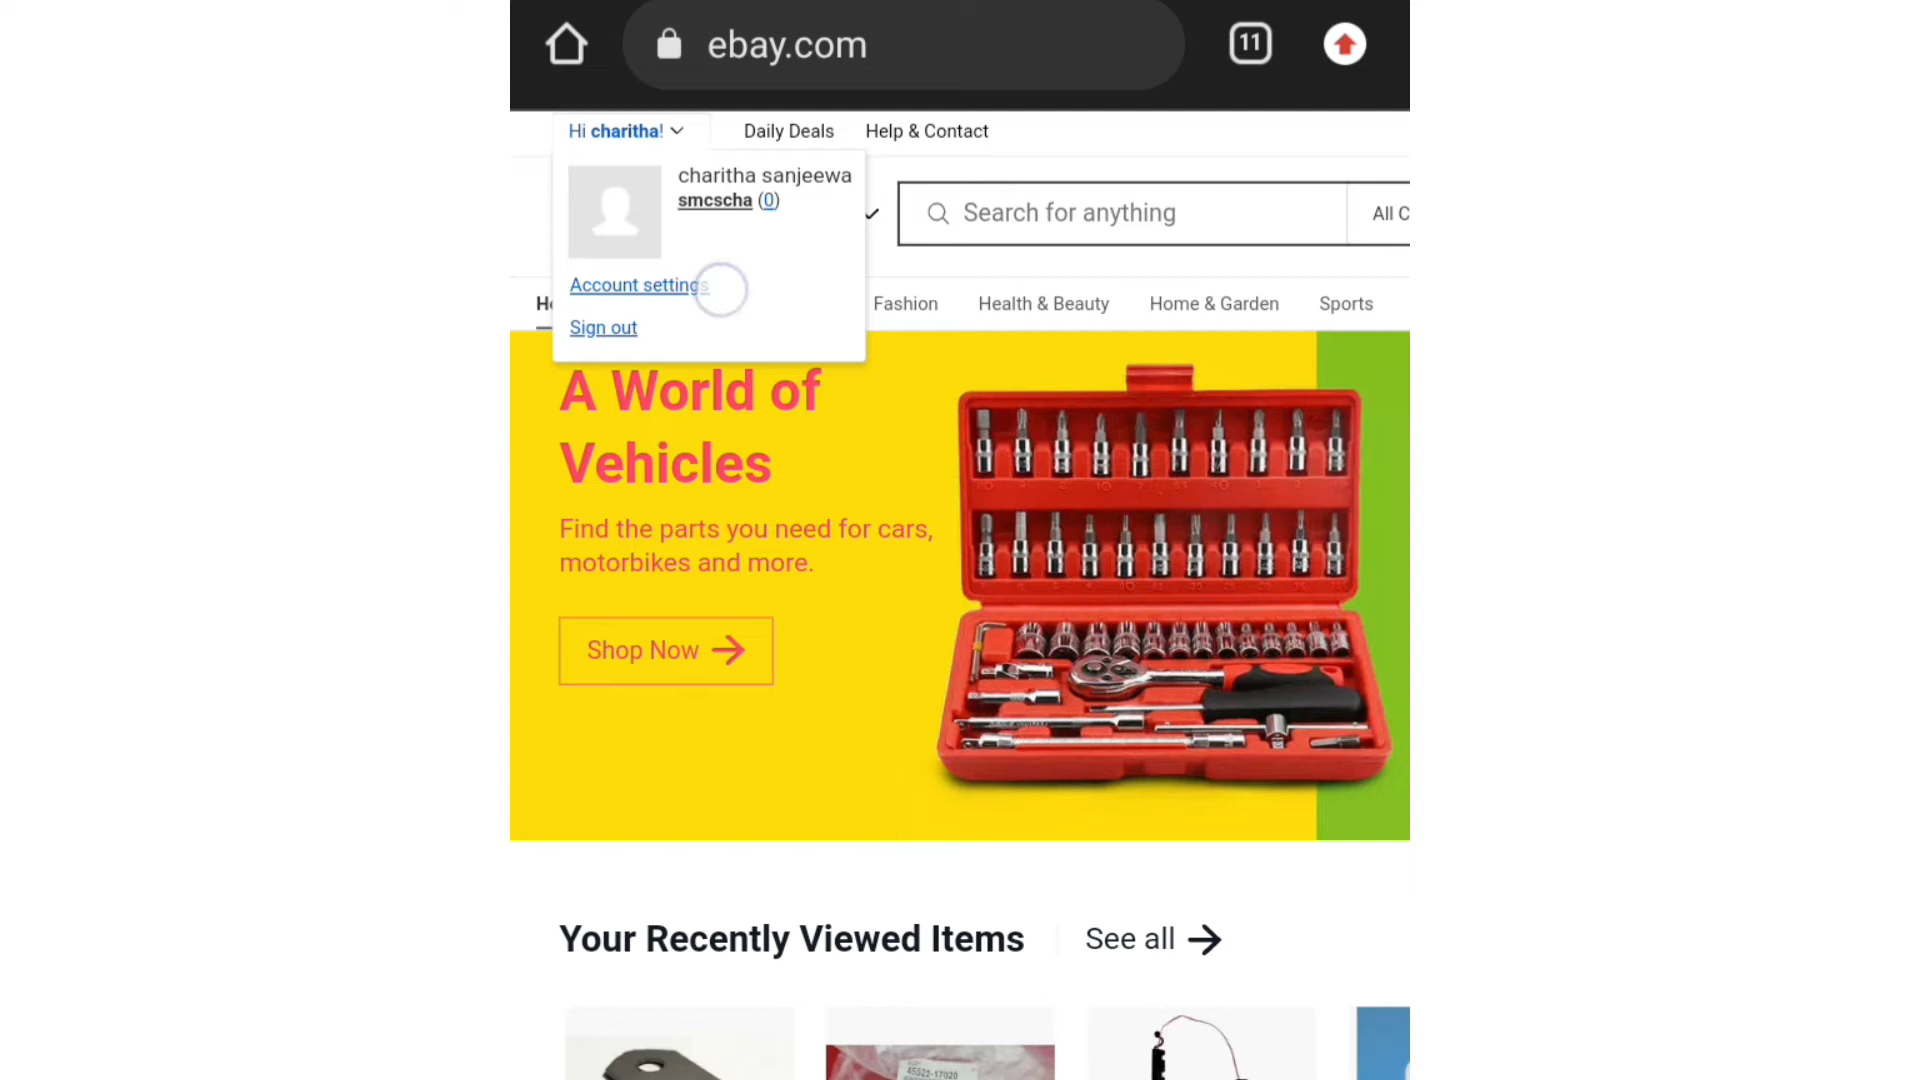 ebay.com
11
Hi charitha!
Daily Deals
Help & Contact
charitha sanjeewa
smcscha (0)
Search for anything
All C
Account settings
Sign out
Fashion
Health & Beauty
Home & Garden
Sports
A World of
Vehicles
Find the parts you need for cars,
motorbikes and more.
Shop Now
Your Recently Viewed Items
See all
45522-17020